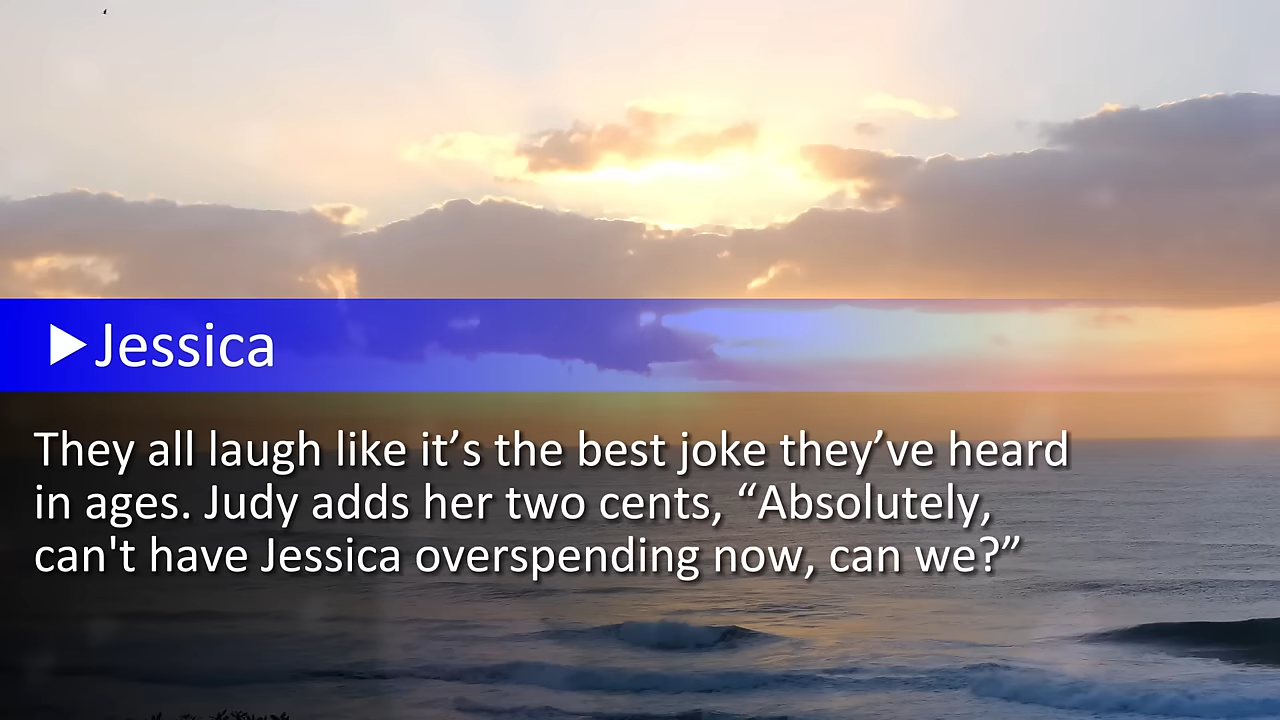 Jessica
They all laugh like it’s the best joke they’ve heard
in ages. Judy adds her two cents, “Absolutely,
can't have Jessica overspending now, can we?”